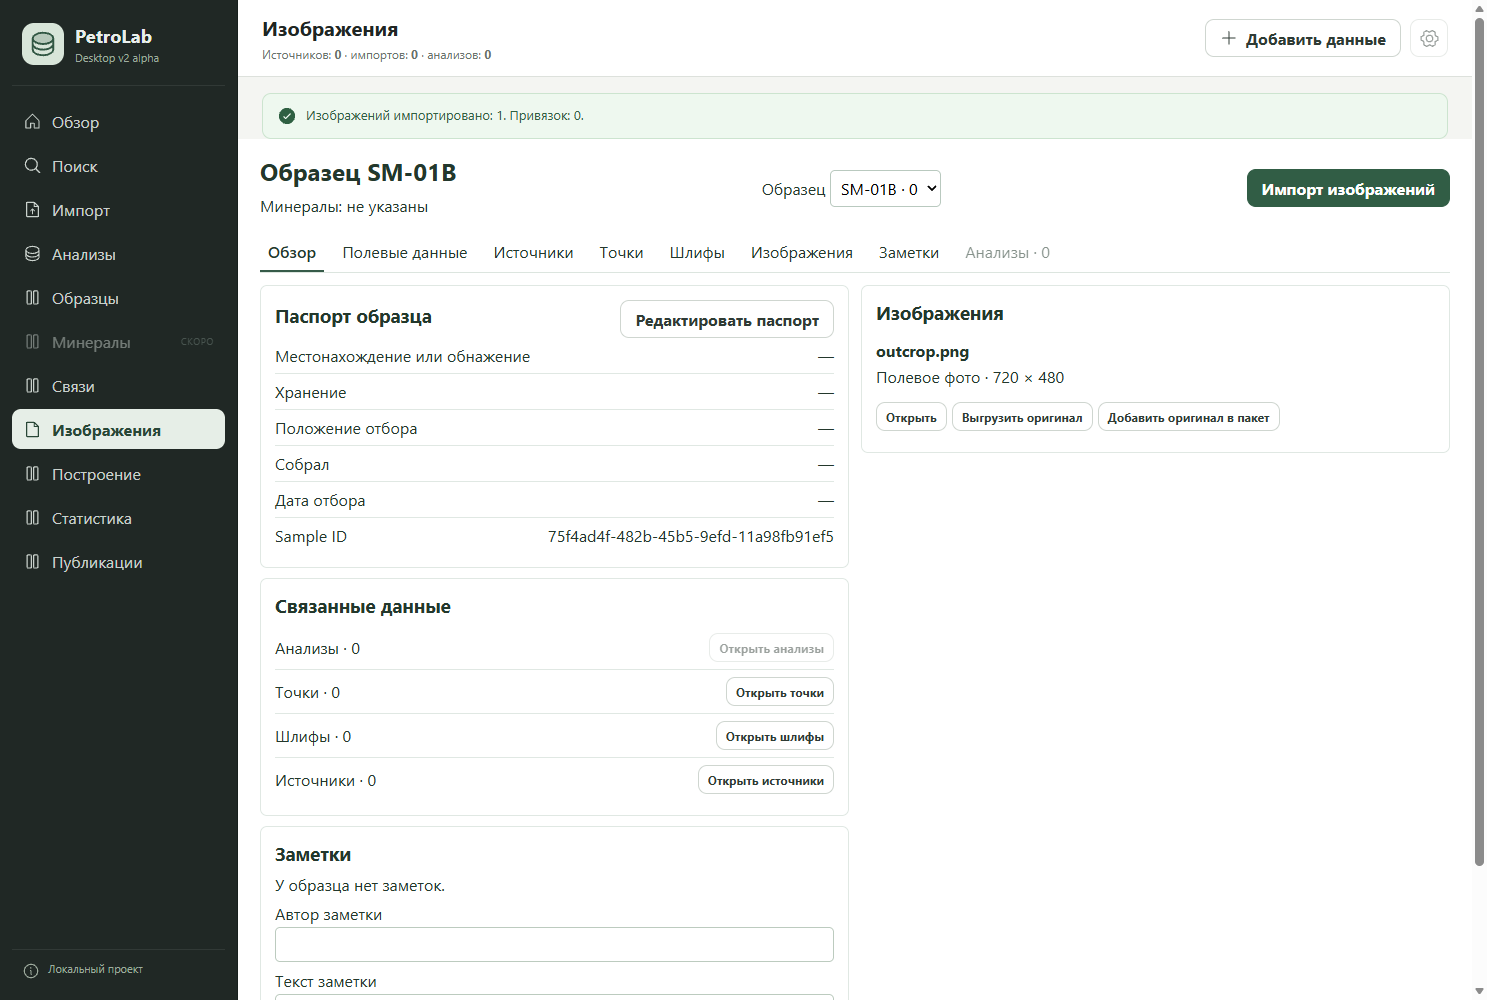 PetroLab
Desktop v2 alpha
Обзор
Поиск
Импорт
Анализы
Образцы
Минералы СКОРО
Связи
Изображения
Построение
Статистика
Публикации
Локальный проект
Изображения
Источников: 0 · импортов: 0 · анализов: 0
Добавить данные
Изображений импортировано: 1. Привязок: 0.
Образец SM-01B
Минералы: не указаны
Образец SM-01B · 0
Импорт изображений
Обзор Полевые данные Источники Точки Шлифы Изображения Заметки Анализы · 0
Паспорт образца
Редактировать паспорт
Местонахождение или обнажение —
Хранение —
Положение отбора —
Собрал —
Дата отбора —
Sample ID 75f4ad4f-482b-45b5-9efd-11a98fb91ef5
Связанные данные
Анализы · 0 Открыть анализы
Точки · 0 Открыть точки
Шлифы · 0 Открыть шлифы
Источники · 0 Открыть источники
Заметки
У образца нет заметок.
Автор заметки
Текст заметки
Изображения
outcrop.png
Полевое фото · 720 × 480
Открыть Выгрузить оригинал Добавить оригинал в пакет